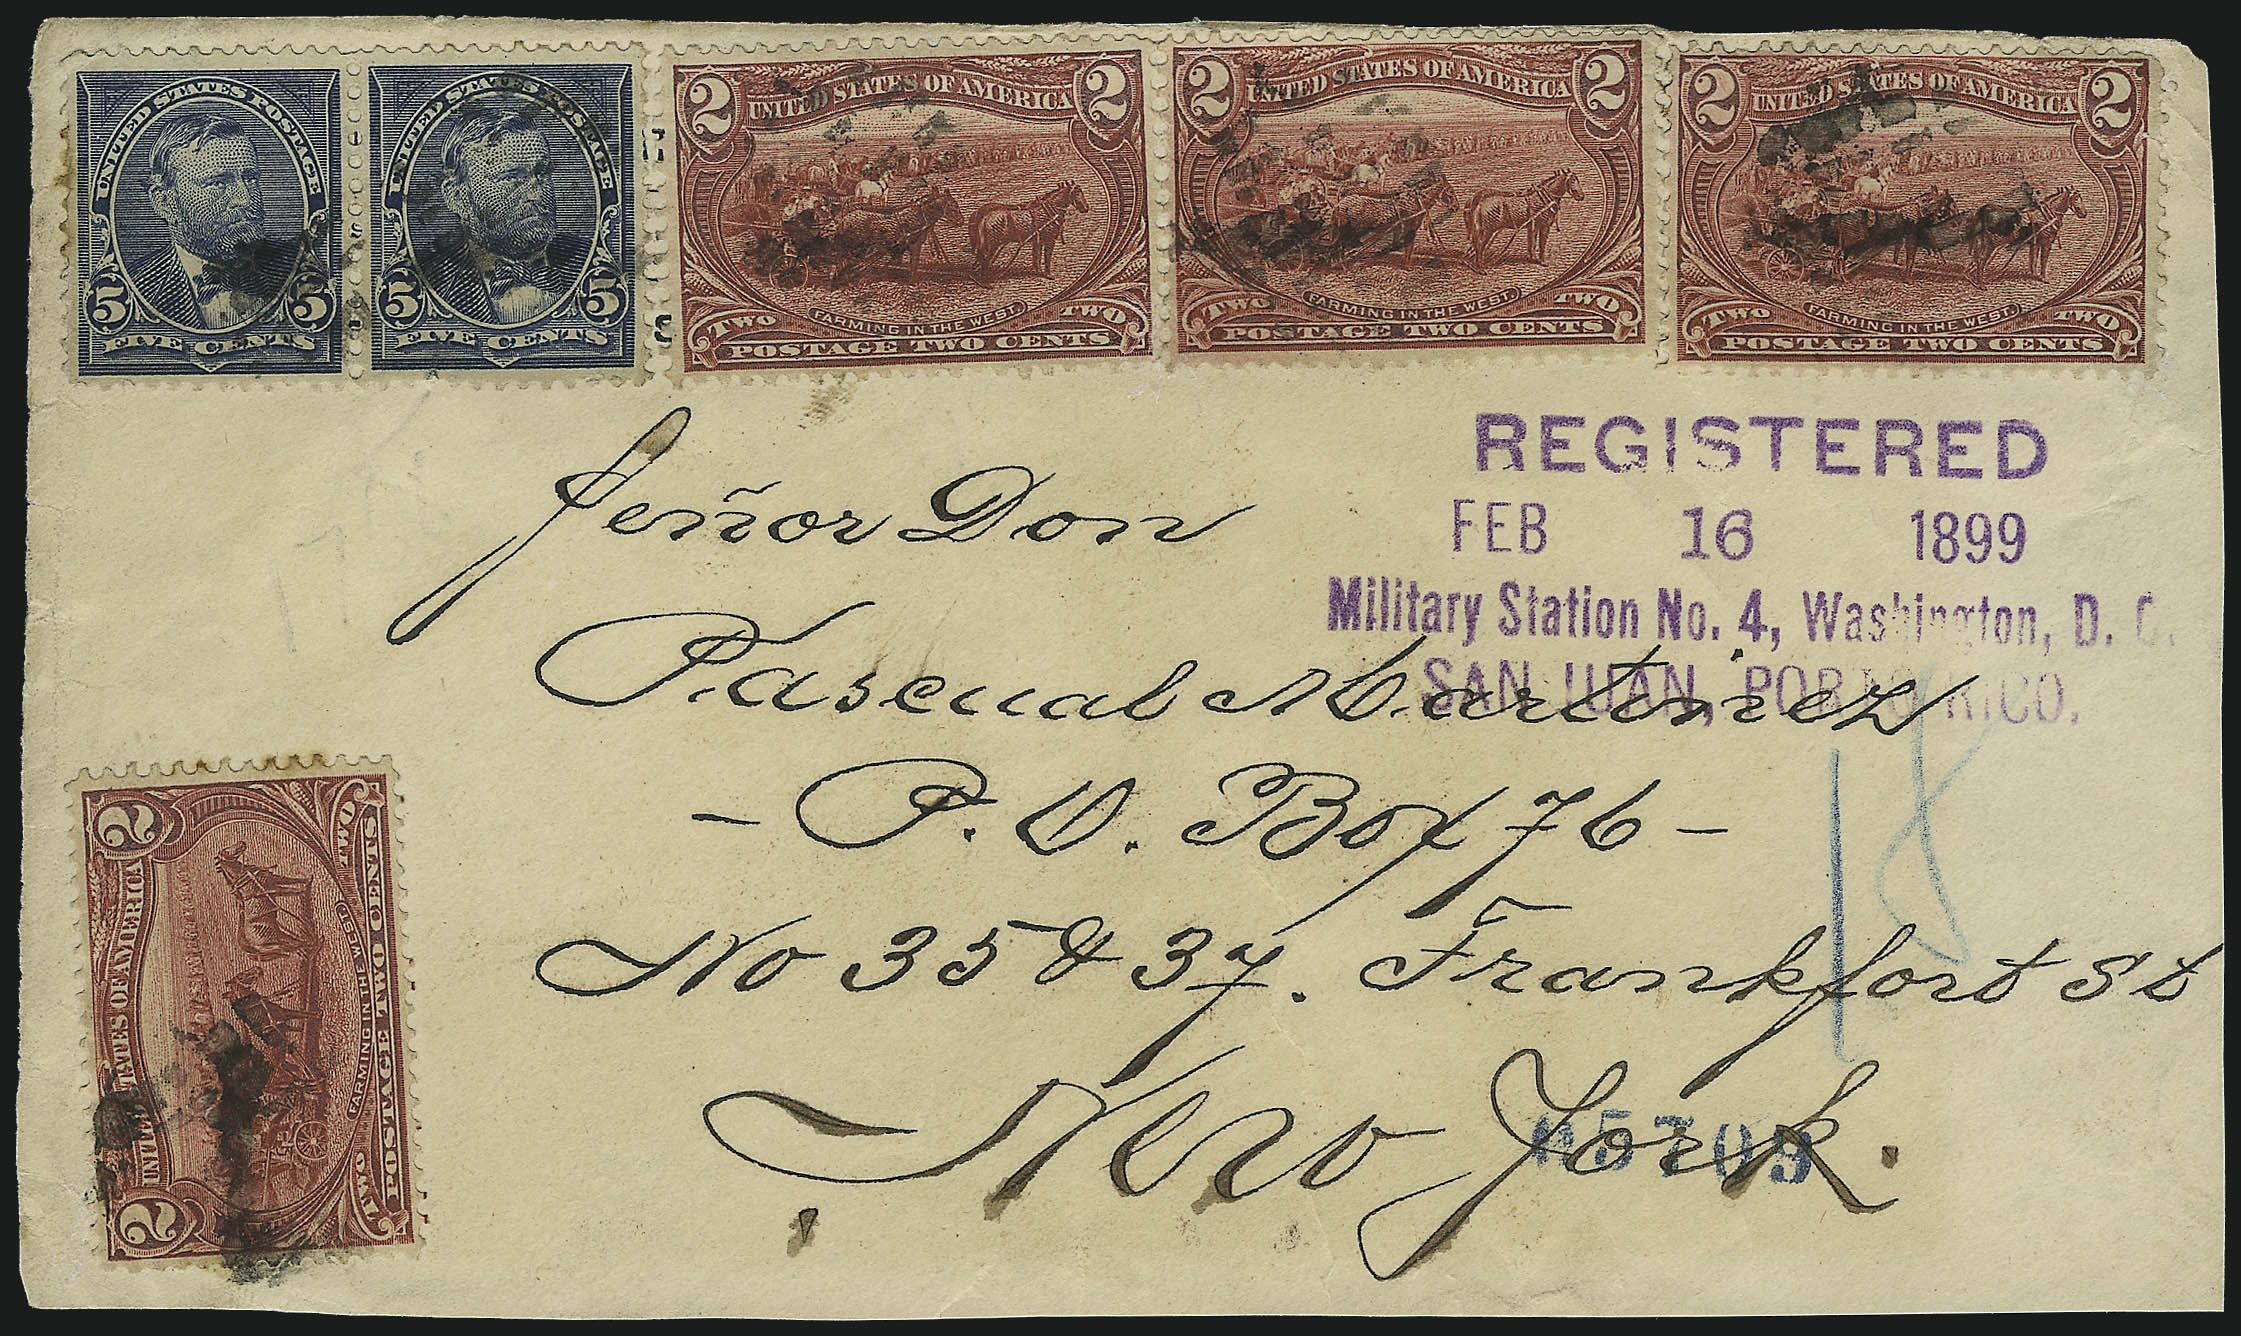 UNITED STATES POSTAGE
5 5
FIVE CENTS
UNITED STATES POSTAGE
5 5
FIVE CENTS
2 2
UNITED STATES OF AMERICA
FARMING IN THE WEST.
TWO TWO
POSTAGE TWO CENTS
2 2
UNITED STATES OF AMERICA
FARMING IN THE WEST.
TWO TWO
POSTAGE TWO CENTS
2 2
UNITED STATES OF AMERICA
FARMING IN THE WEST.
TWO TWO
POSTAGE TWO CENTS
REGISTERED
FEB 16 1899
Military Station No. 4, Washington, D. C.
SAN JUAN, PORTO RICO.
Señor Don
Pascual Martinez
- P. O. Box 76 -
No 35 & 37. Frankfort St
New York.
18
2 2
UNITED STATES OF AMERICA
FARMING IN THE WEST.
TWO TWO
POSTAGE TWO CENTS